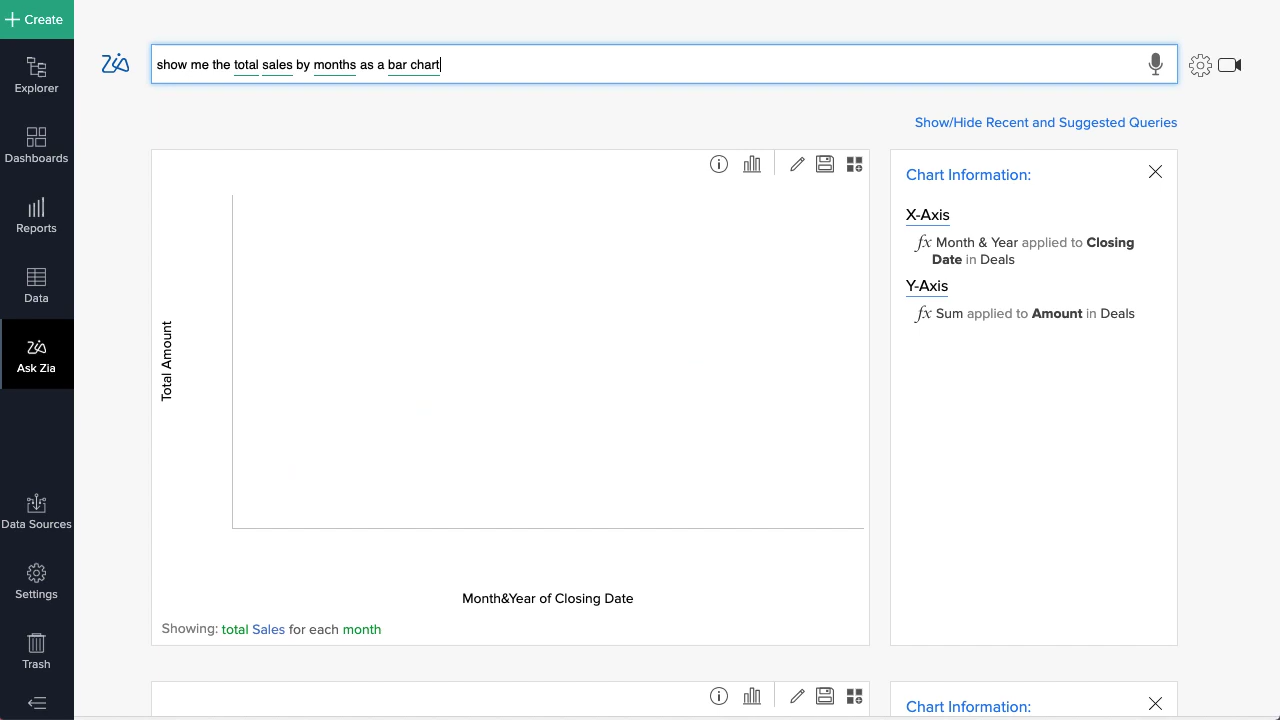 Create
Explorer
Dashboards
Reports
Data
Zia
Ask Zia
Data Sources
Settings
Trash
Zia
show me the total sales by months as a bar chart
Show/Hide Recent and Suggested Queries
Total Amount
Month&Year of Closing Date
Showing: total Sales for each month
Chart Information:
X-Axis
fx Month & Year applied to Closing
Date in Deals
Y-Axis
fx Sum applied to Amount in Deals
Chart Information: